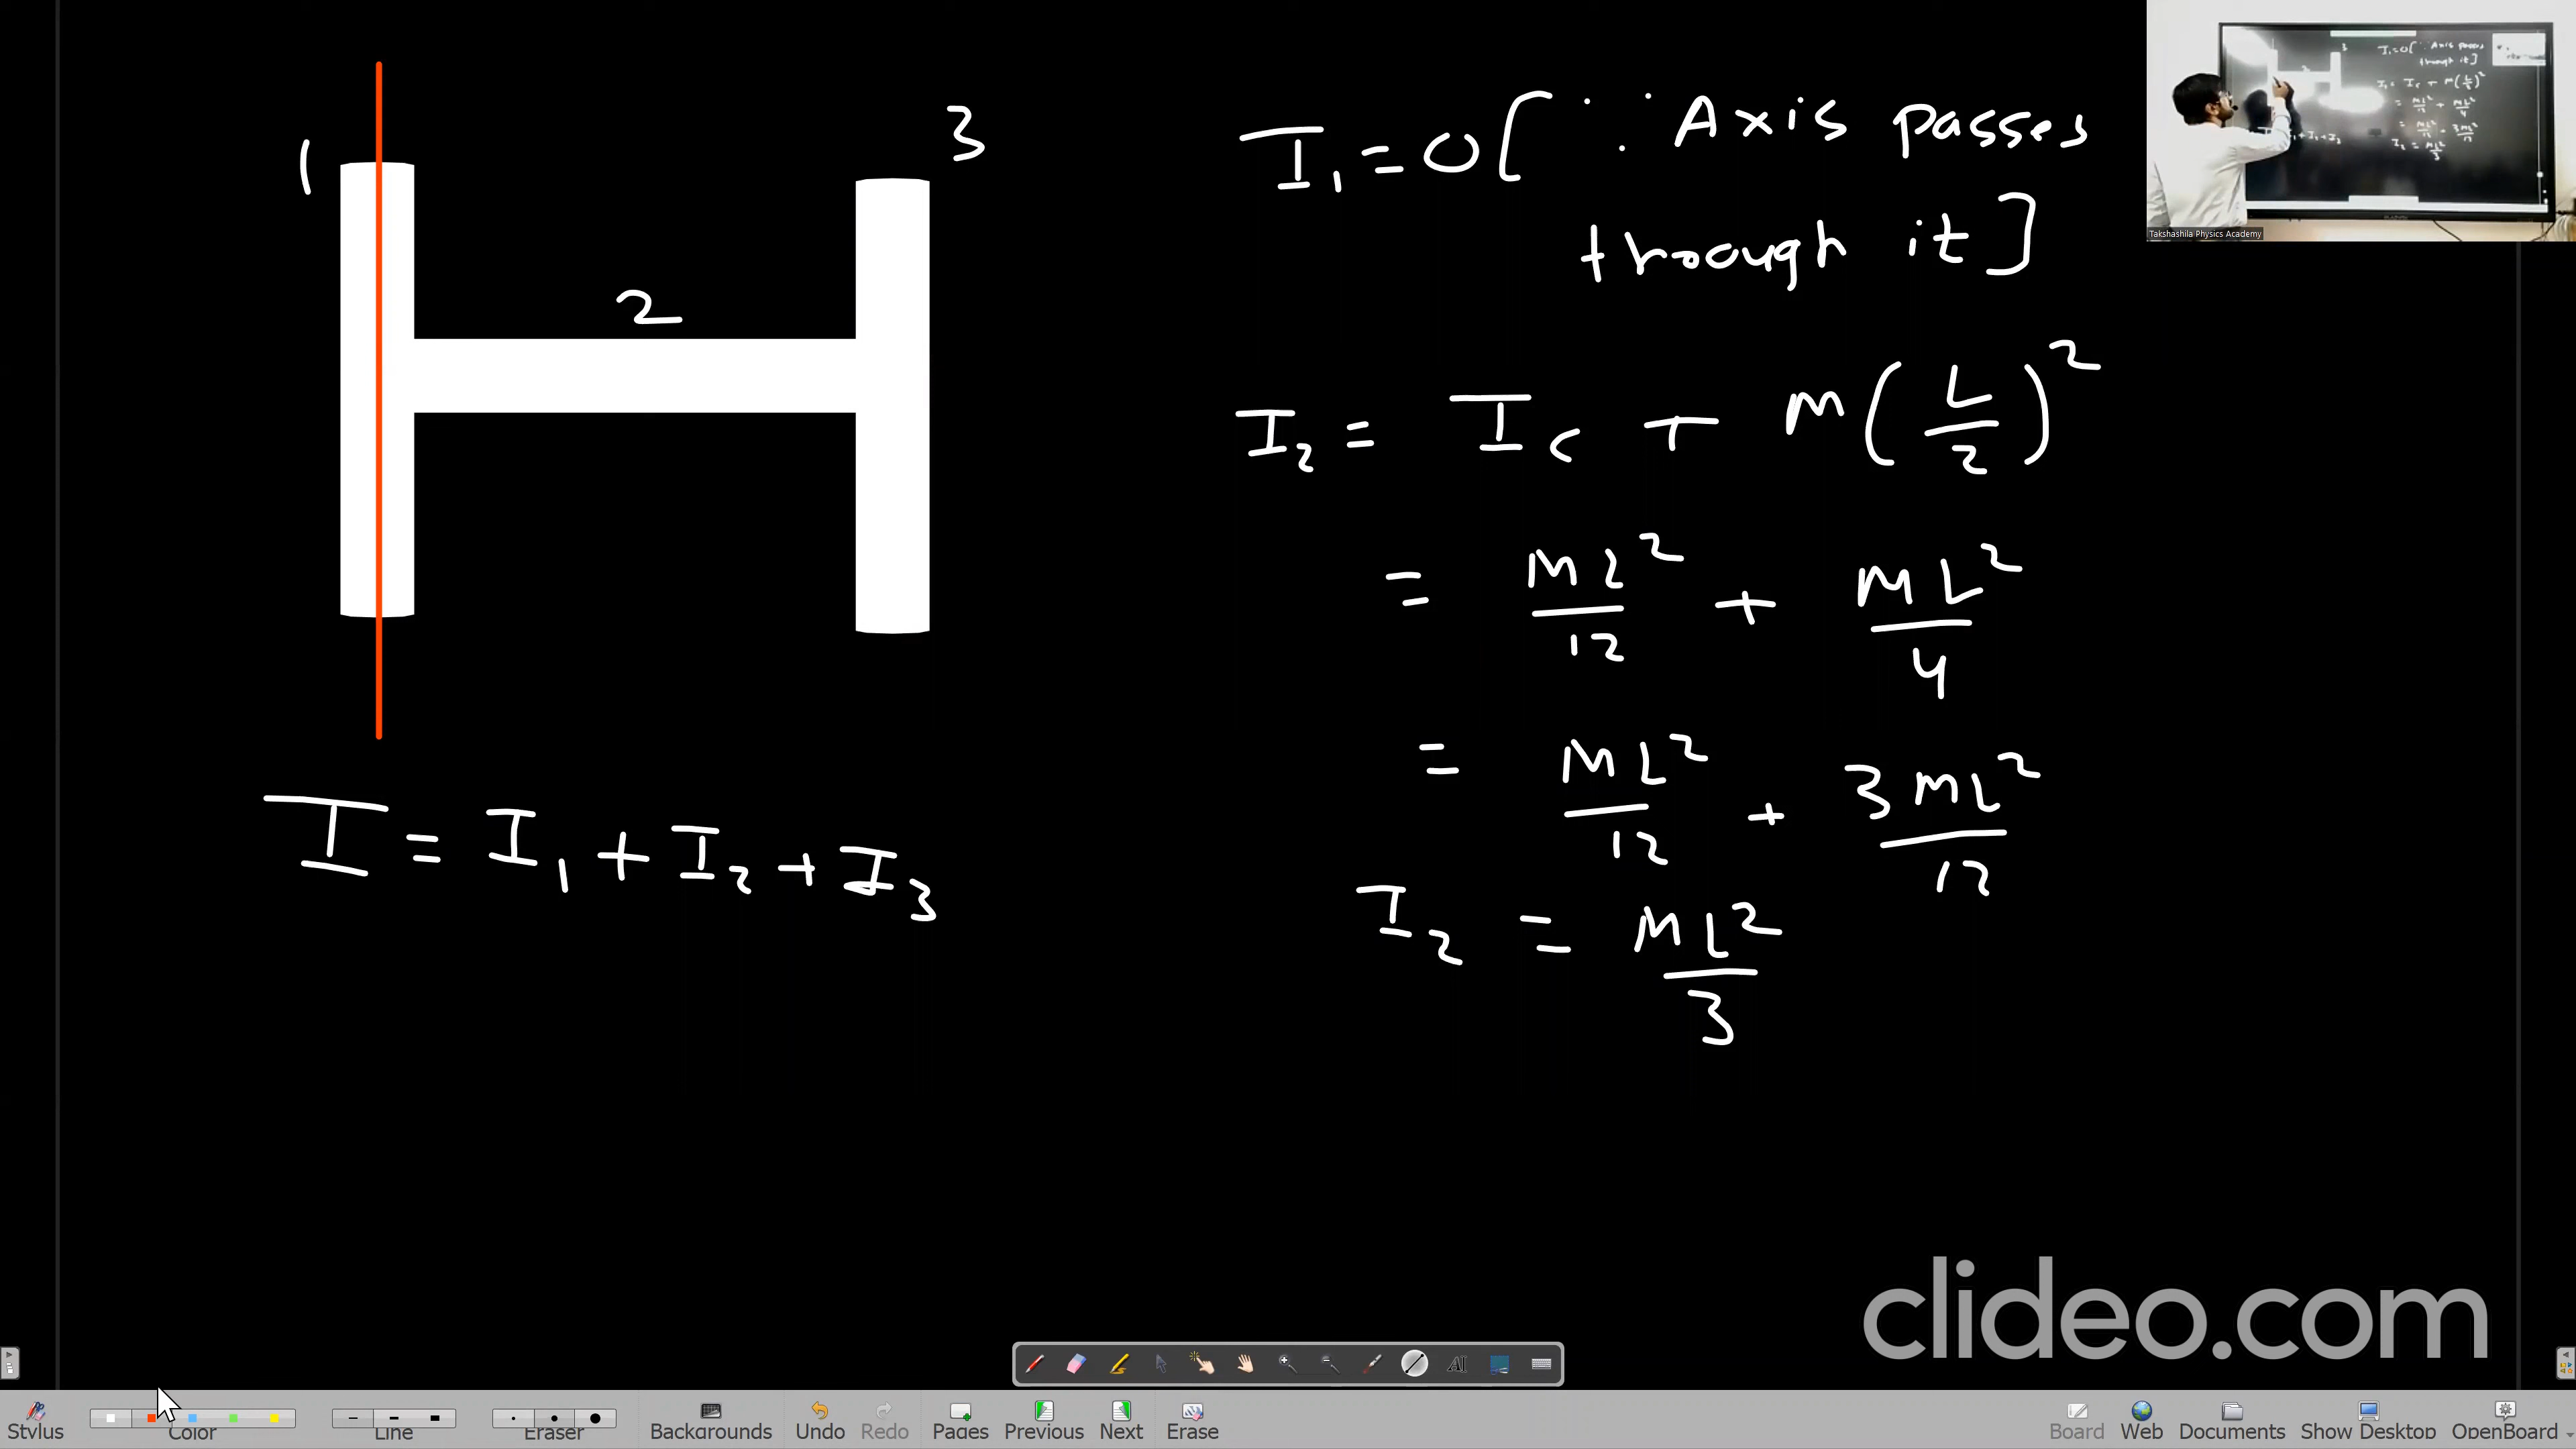 1
3
2
I = I₁ + I₂ + I₃
I₁ = 0 [∵ Axis passes
through it]
I₂ = I_c + M(L/2)²
= ML²/12 + ML²/4
= ML²/12 + 3ML²/12
I₂ = ML²/3
Takshashila Physics Academy
clideo.com
Stylus Color Line Eraser Backgrounds Undo Redo Pages Previous Next Erase Board Web Documents Show Desktop OpenBoard